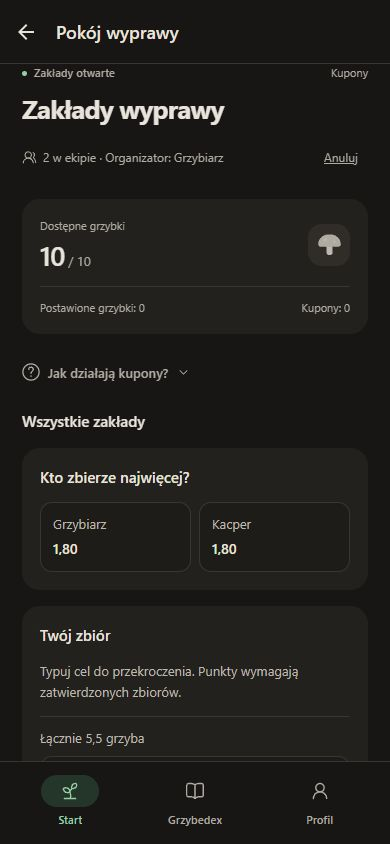 Pokój wyprawy
Zakłady otwarte
Kupony
Zakłady wyprawy
2 w ekipie · Organizator: Grzybiarz
Anuluj
Dostępne grzybki
10 / 10
Postawione grzybki: 0
Kupony: 0
Jak działają kupony?
Wszystkie zakłady
Kto zbierze najwięcej?
Grzybiarz
1,80
Kacper
1,80
Twój zbiór
Typuj cel do przekroczenia. Punkty wymagają
zatwierdzonych zbiorów.
Łącznie 5,5 grzyba
Start
Grzybedex
Profil